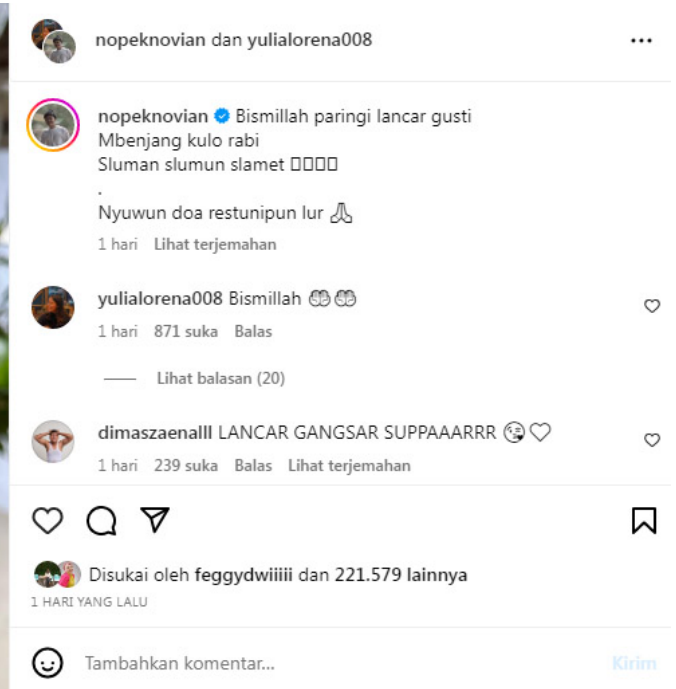 nopeknovian dan yulialorena008
nopeknovian Bismillah paringi lancar gusti
Mbenjang kulo rabi
Sluman slumun slamet
.
Nyuwun doa restunipun lur 🙏
1 hari Lihat terjemahan
yulialorena008 Bismillah 🤲🤲
1 hari 871 suka Balas
Lihat balasan (20)
dimaszaenalll LANCAR GANGSAR SUPPAAARRR 😘🤍
1 hari 239 suka Balas Lihat terjemahan
Disukai oleh feggydwiiiii dan 221.579 lainnya
1 HARI YANG LALU
Tambahkan komentar...
Kirim